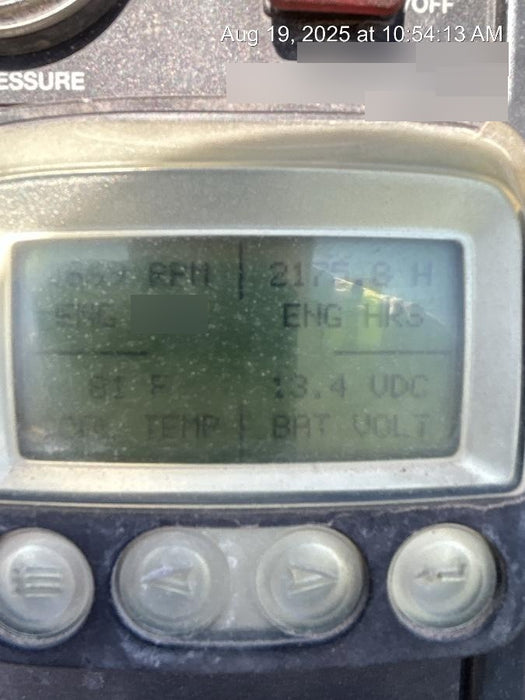 /OFF
Aug 19, 2025 at 10:54:13 AM
ESSURE
RPM
H
ENG
ENG HRS
81 F
13.4 VDC
TEMP
BAT VOLT